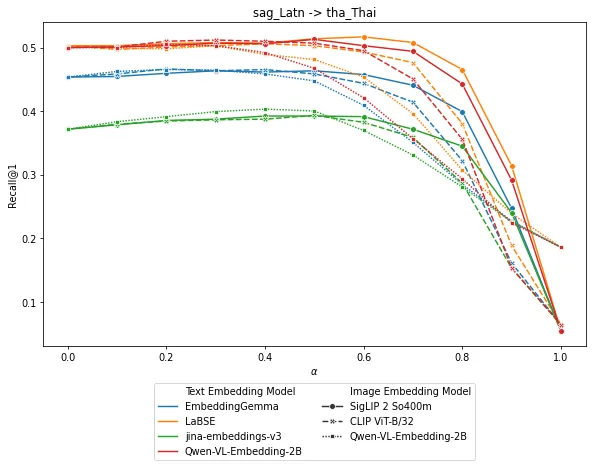 sag_Latn -> tha_Thai
Recall@1
0.5
0.4
0.3
0.2
0.1
0.0 0.2 0.4 0.6 0.8 1.0
α
Text Embedding Model
EmbeddingGemma
LaBSE
jina-embeddings-v3
Qwen-VL-Embedding-2B
Image Embedding Model
SigLIP 2 So400m
CLIP ViT-B/32
Qwen-VL-Embedding-2B